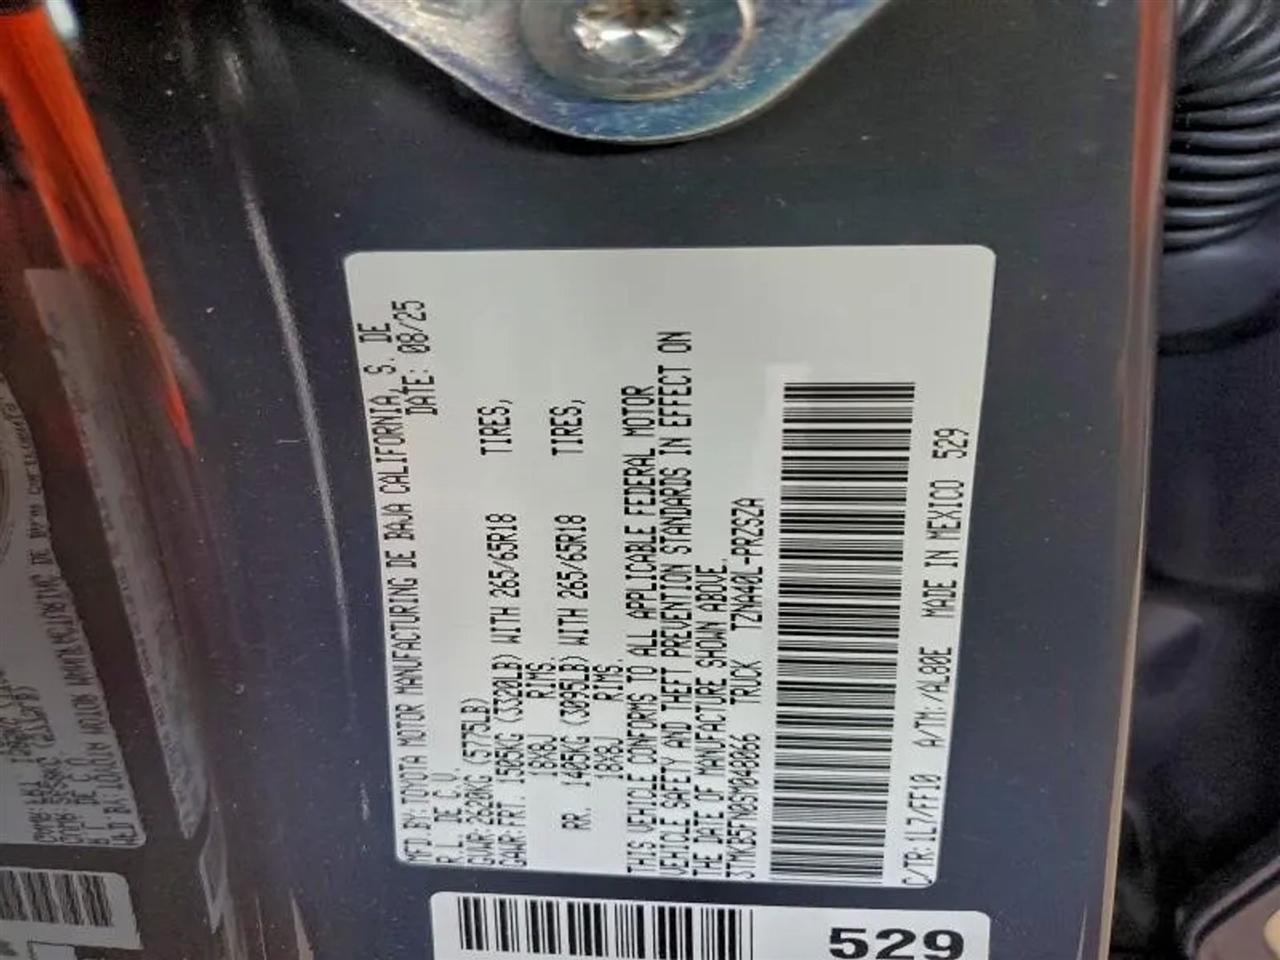 MFD. BY: TOYOTA MOTOR MANUFACTURING DE BAJA CALIFORNIA, S. DE
R.L. DE C.V. DATE: 08/25
GVWR: 2620KG (5775LB)
GAWR: FRT. 1505KG (3320LB) WITH 265/65R18 TIRES,
18X8J RIMS.
RR. 1405KG (3095LB) WITH 265/65R18 TIRES,
18X8J RIMS.
THIS VEHICLE CONFORMS TO ALL APPLICABLE FEDERAL MOTOR
VEHICLE SAFETY AND THEFT PREVENTION STANDARDS IN EFFECT ON
THE DATE OF MANUFACTURE SHOWN ABOVE.
3TMKB5FN0SM048066 TRUCK TZNA40L-PRZSZA
C/TR: 1L7/FF10 A/TM: /AL80E MADE IN MEXICO 529
529